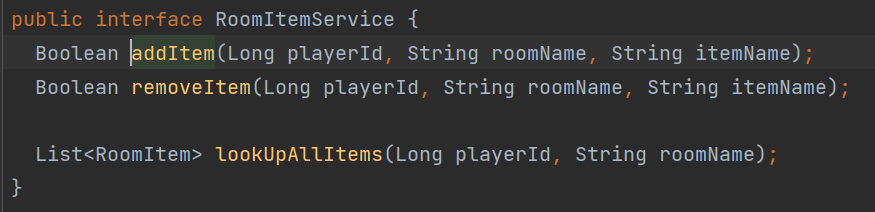 public interface RoomItemService {
Boolean addItem(Long playerId, String roomName, String itemName);
Boolean removeItem(Long playerId, String roomName, String itemName);
List<RoomItem> lookUpAllItems(Long playerId, String roomName);
}